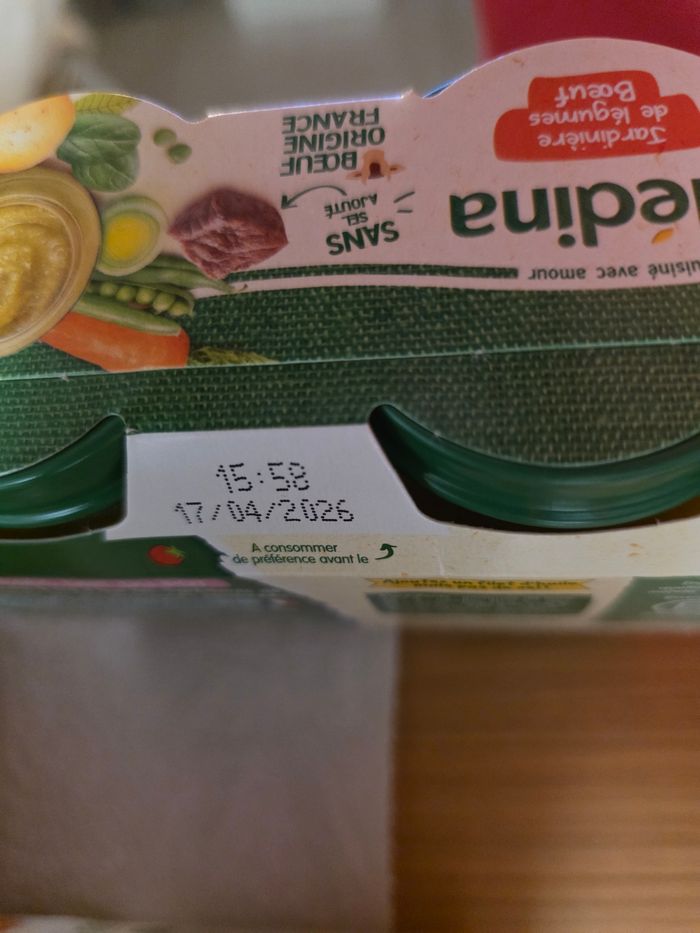 Jardinière
de légumes
Bœuf
édina
uisiné avec amour
BŒUF
ORIGINE
FRANCE
SANS
SEL
AJOUTÉ
15:58
17/04/2026
A consommer
de préférence avant le